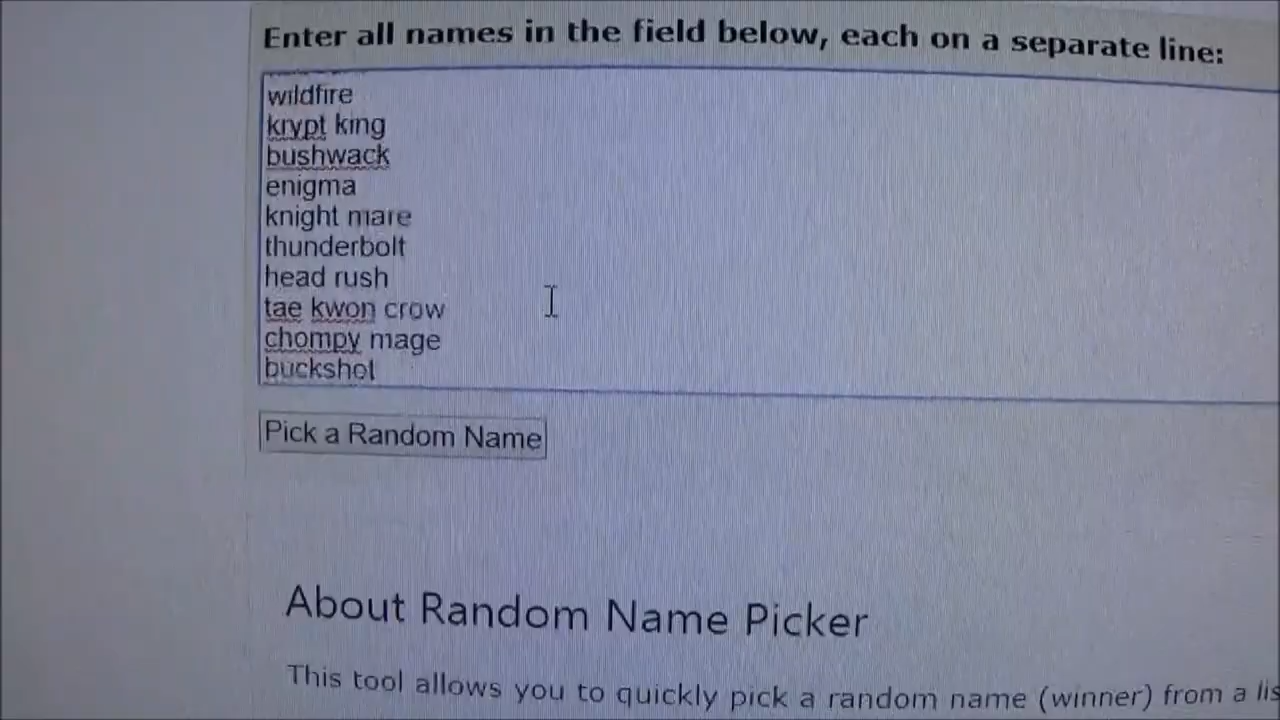 Enter all names in the field below, each on a separate line:
wildfire
krypt king
bushwack
enigma
knight mare
thunderbolt
head rush
tae kwon crow
chompy mage
buckshot
Pick a Random Name
About Random Name Picker
This tool allows you to quickly pick a random name (winner) from a lis